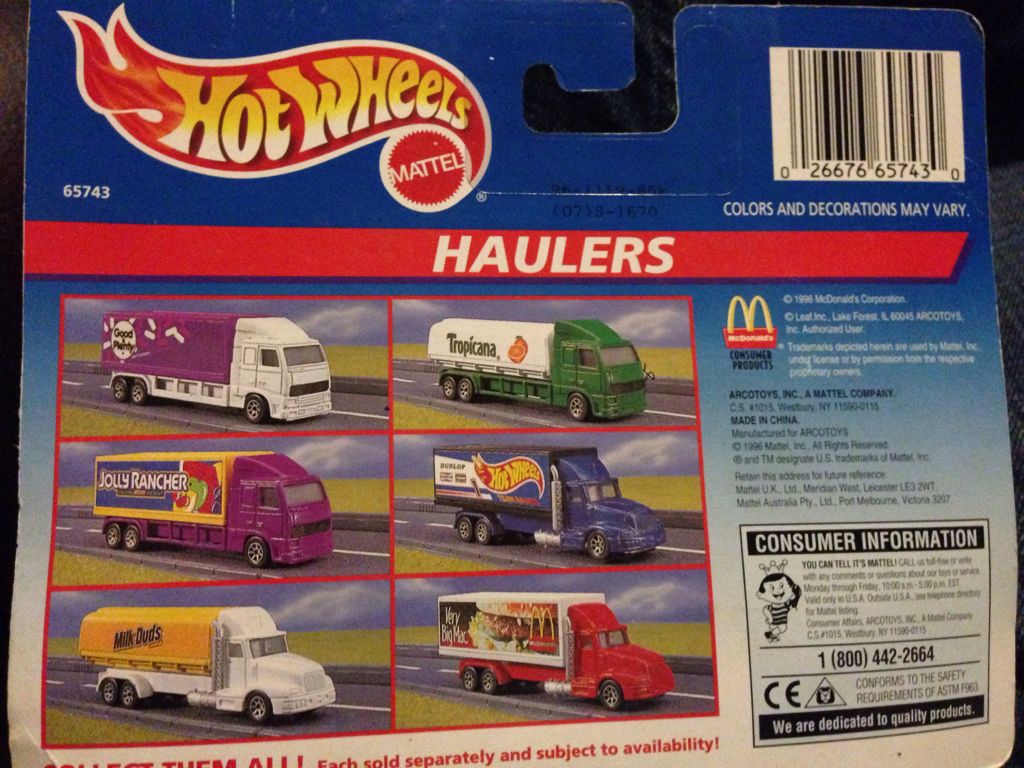 HOT WHEELS
MATTEL
®
65743
0 26676 65743 0
(07)S-1670
COLORS AND DECORATIONS MAY VARY.
HAULERS
Good
Plenty
Tropicana
JOLLY RANCHER
DUNLOP
HOT WHEELS
Milk Duds
Very
Big Mac
McDonald's
CONSUMER
PRODUCTS
© 1996 McDonald's Corporation.
© Leaf, Inc., Lake Forest, IL 60045 ARCOTOYS,
Inc. Authorized User.
Trademarks depicted herein are used by Mattel, Inc.
under license or by permission from the respective
proprietary owners.
ARCOTOYS, INC., A MATTEL COMPANY.
C.S. #1015, Westbury, NY 11590-0115
MADE IN CHINA.
Manufactured for ARCOTOYS
© 1996 Mattel, Inc., All Rights Reserved.
® and TM designate U.S. trademarks of Mattel, Inc.
Retain this address for future reference:
Mattel U.K., Ltd., Meridian West, Leicester LE3 2WT.
Mattel Australia Pty., Ltd., Port Melbourne, Victoria 3207
CONSUMER INFORMATION
YOU CAN TELL IT'S MATTEL! CALL us toll-free or write
with any comments or questions about our toys or service.
Monday through Friday, 10:00 a.m. - 5:00 p.m. EST.
Valid only in U.S.A. Outside U.S.A., see telephone directory
for Mattel listing.
Consumer Affairs, ARCOTOYS, INC., A Mattel Company
C.S. #1015, Westbury, NY 11590-0115
1 (800) 442-2664
CE
CONFORMS TO THE SAFETY
REQUIREMENTS OF ASTM F963.
We are dedicated to quality products.
COLLECT THEM ALL! Each sold separately and subject to availability!